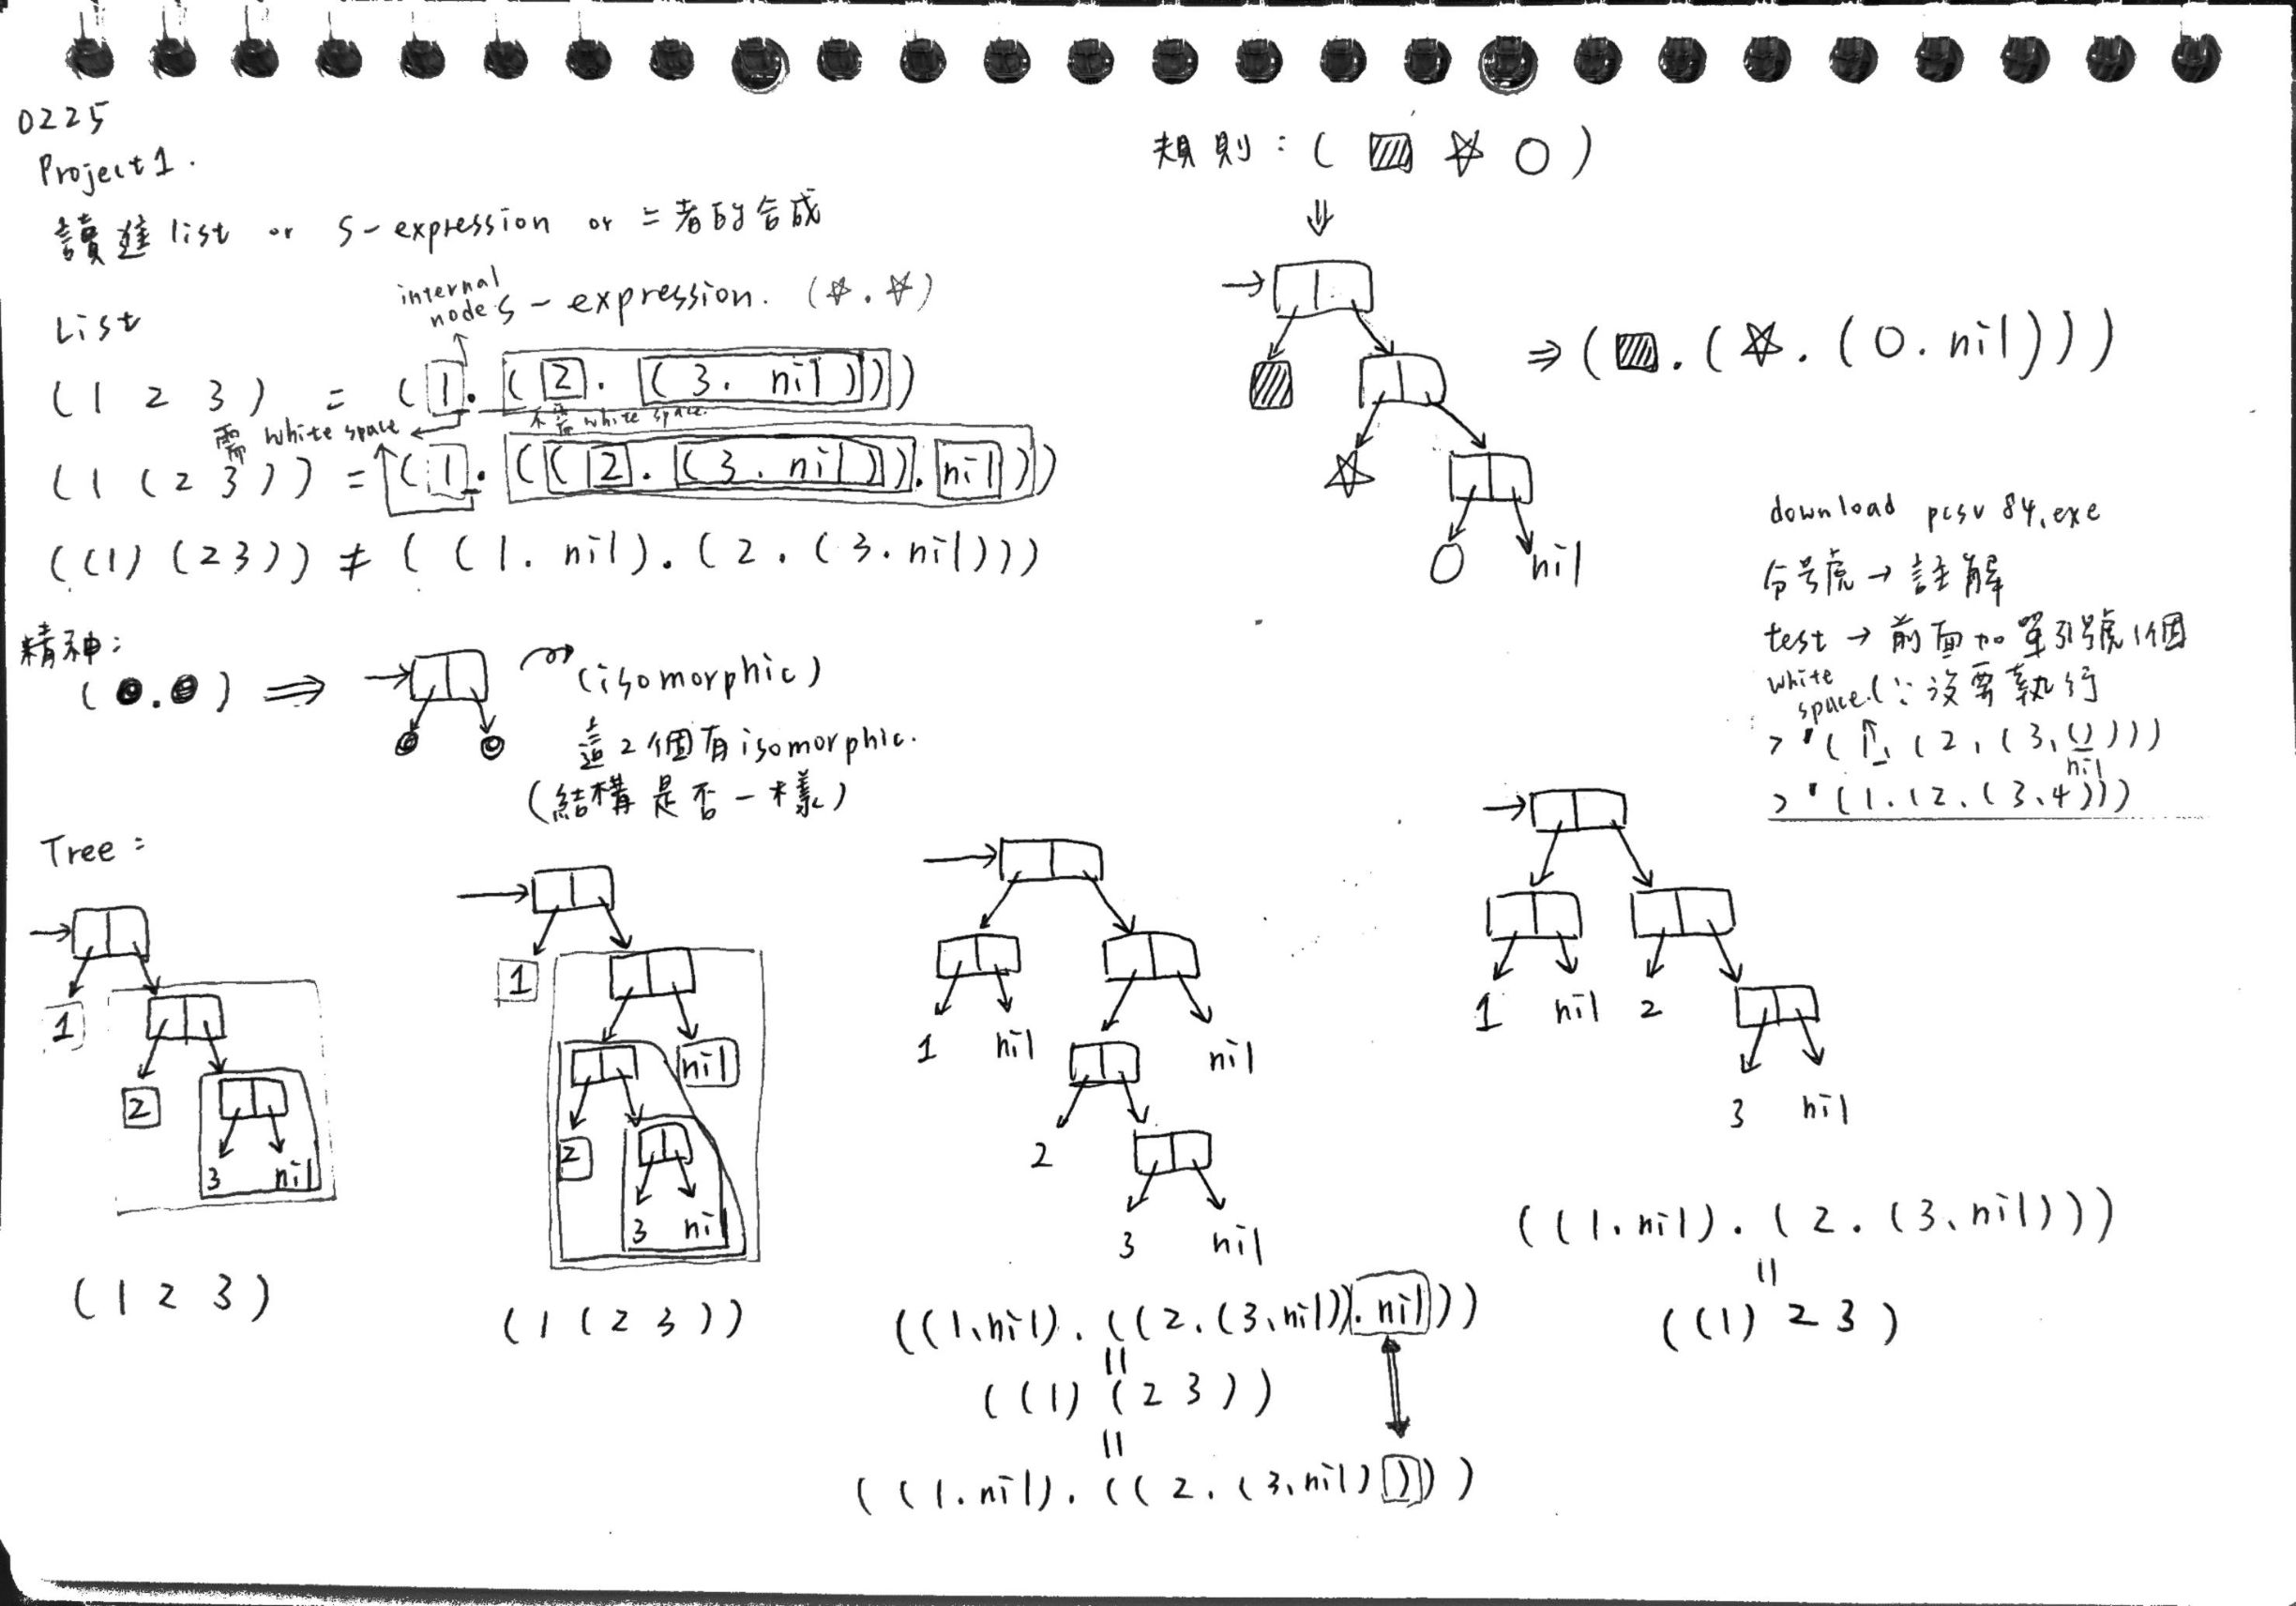 0225
Project 1.
讀進 list or S-expression or 二者的合成
List
internal node
S-expression. (☆.☆)
(1 2 3) = (1.(2.(3.nil)))
需 white space
不需 white space
(1 (2 3)) = (1.((2.(3.nil)).nil))
((1) (2 3)) ≠ ((1.nil).(2.(3.nil)))
精神:
(●.●) ⇒
(isomorphic)
這2個有isomorphic.
(結構是否一樣)
規則: ( ▨ ☆ ○ )
⇓
▨
☆
○ nil
⇒ (▨.(☆.(○.nil)))
download pcsv84.exe
分號 → 註解
test → 前面加單引號1個
white space.(∵沒要執行
> '(1.(2.(3.())))
nil
> '(1.(2.(3.4)))
Tree:
1
2
3 nil
(1 2 3)
1
nil
2
3 nil
(1 (2 3))
1 nil nil
2
3 nil
((1.nil).((2.(3.nil)).nil))
=
((1) (2 3))
=
((1.nil).((2.(3.nil))))
1 nil 2
3 nil
((1.nil).(2.(3.nil)))
=
((1) 2 3)